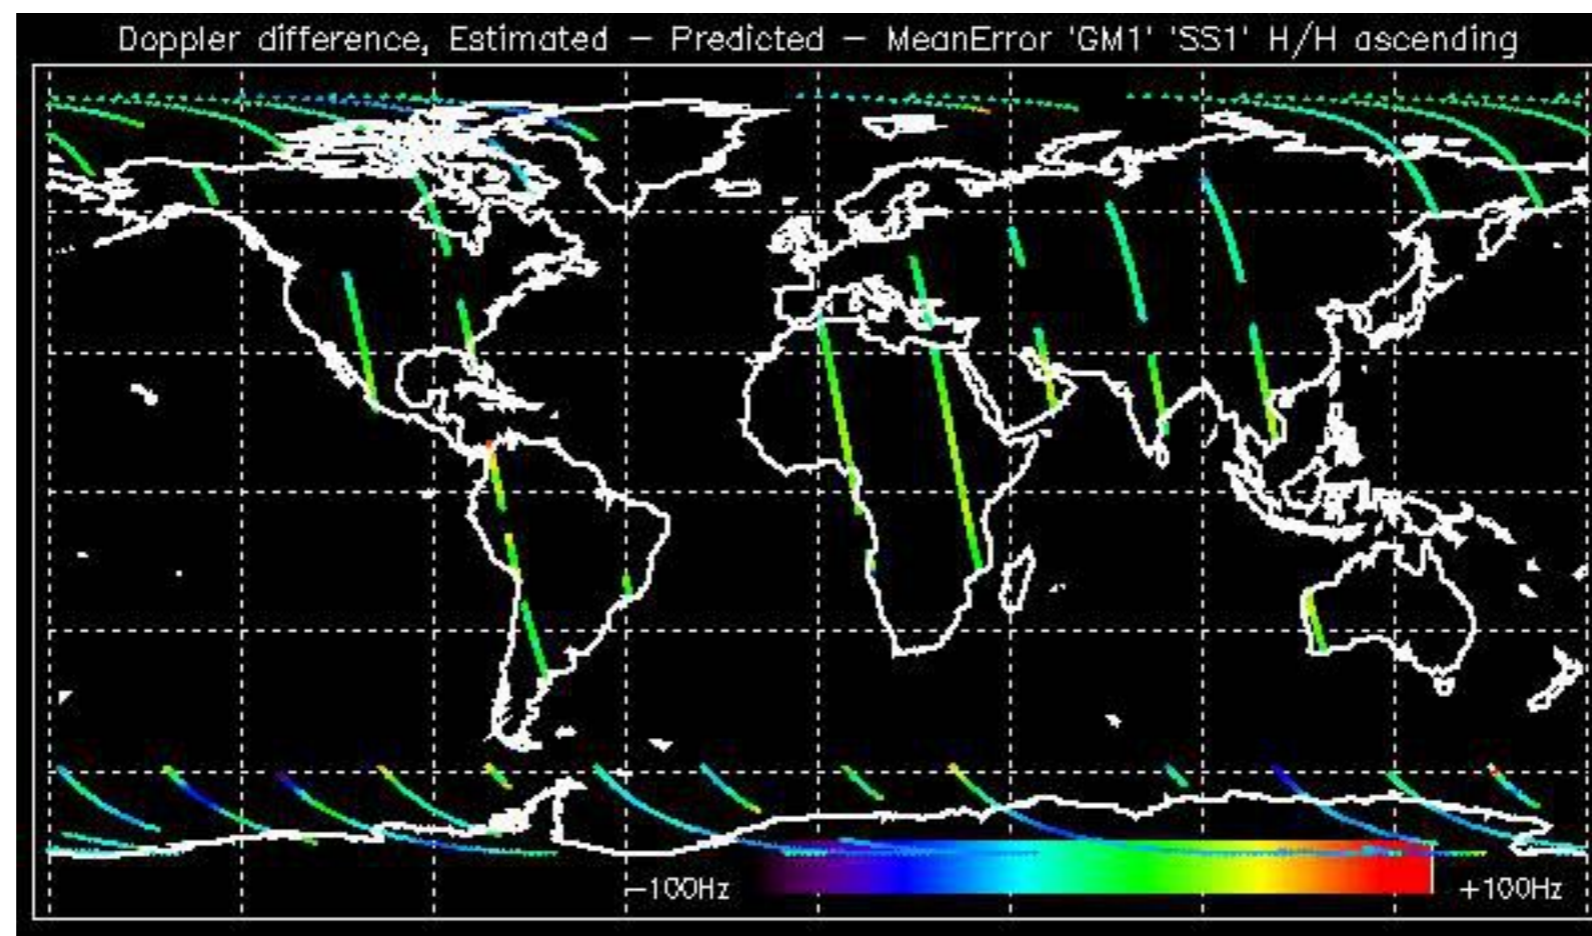 Doppler difference, Estimated – Predicted – MeanError 'GM1' 'SS1' H/H ascending
–100Hz +100Hz